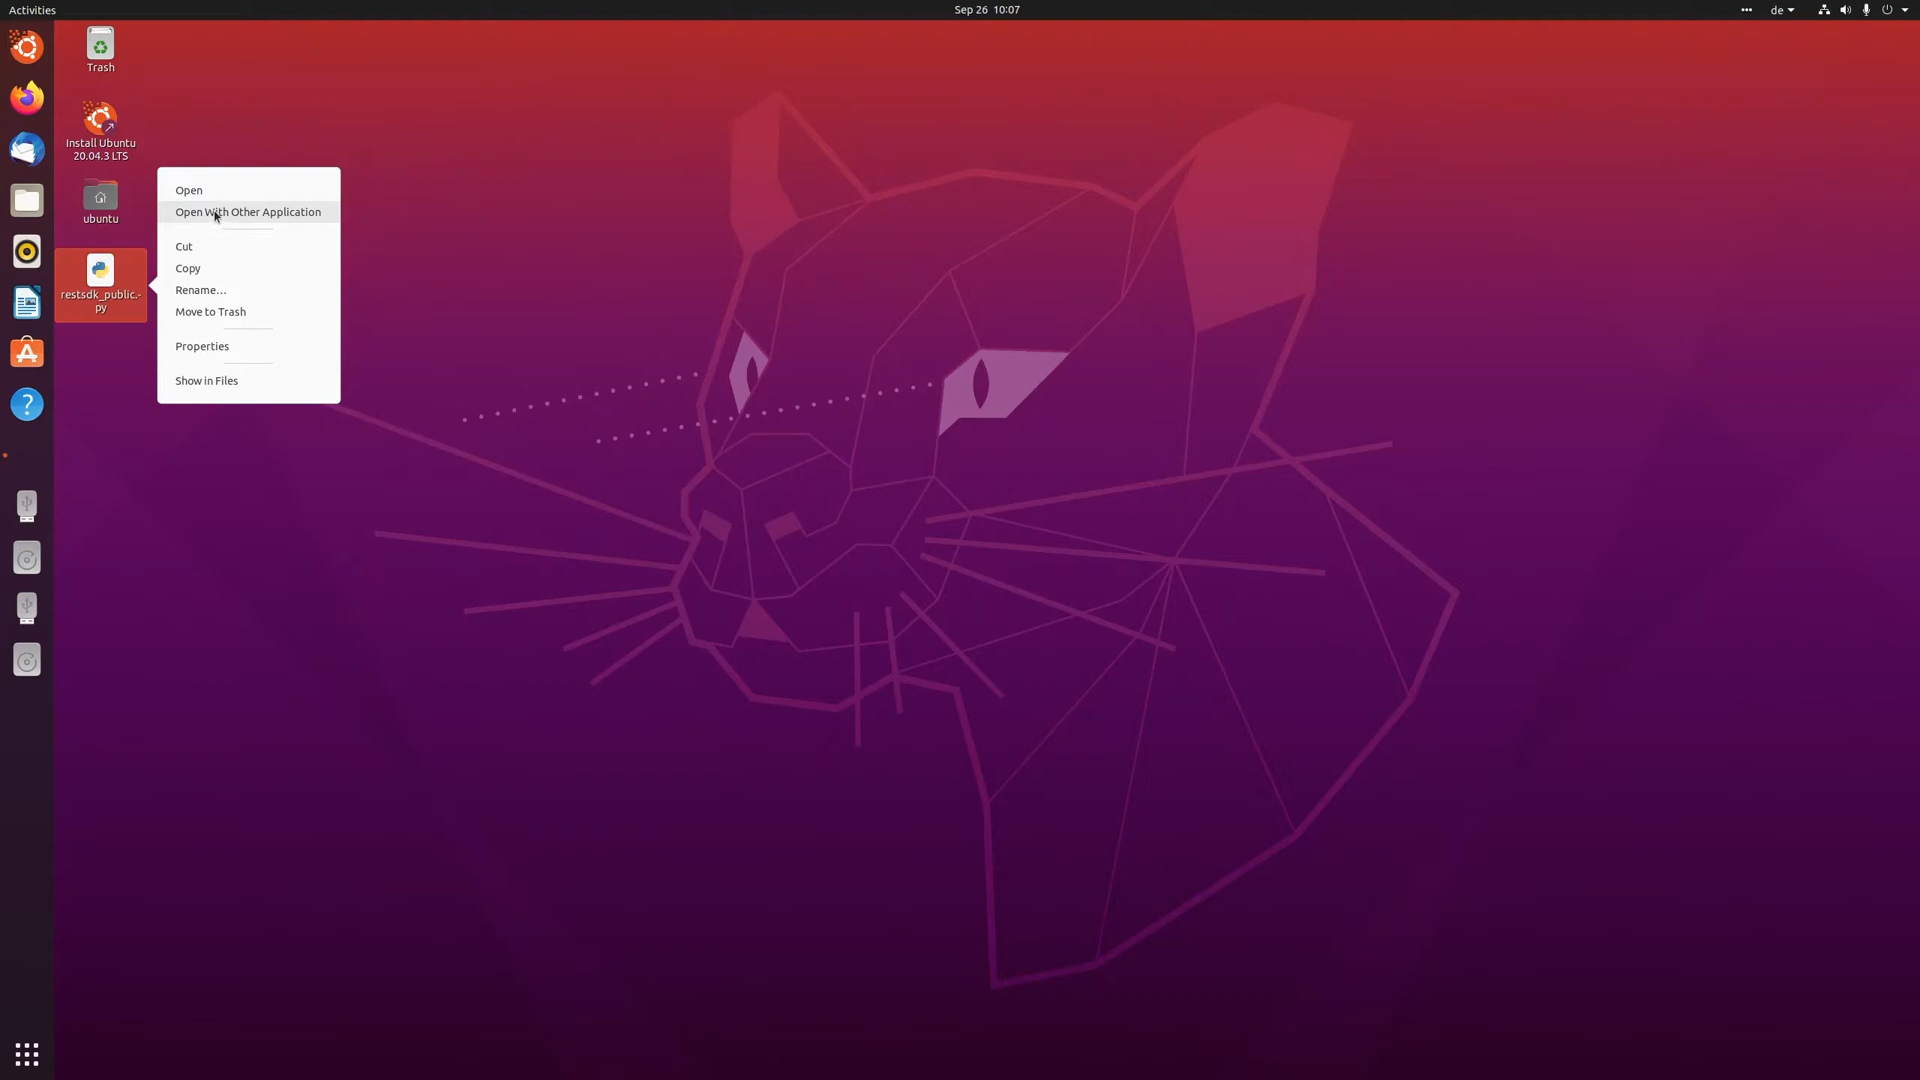 Activities
Sep 26 10:07
de
Trash
Install Ubuntu
20.04.3 LTS
ubuntu
restsdk_public.-
py
Open
Open With Other Application
Cut
Copy
Rename...
Move to Trash
Properties
Show in Files